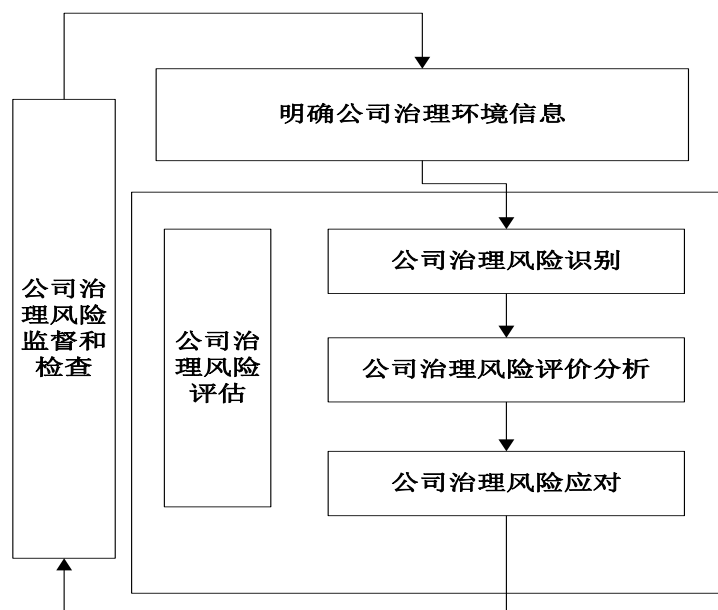 明确公司治理环境信息
公司治
理风险
监督和
检查
公司治
理风险
评估
公司治理风险识别
公司治理风险评价分析
公司治理风险应对